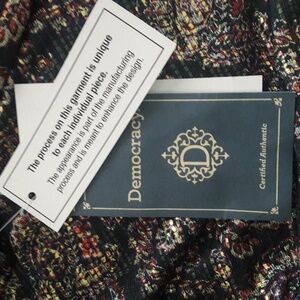 The process on this garment is unique
to each individual piece.
The appearance is part of the manufacturing
process and is meant to enhance the design.
Democracy
D
Certified Authentic